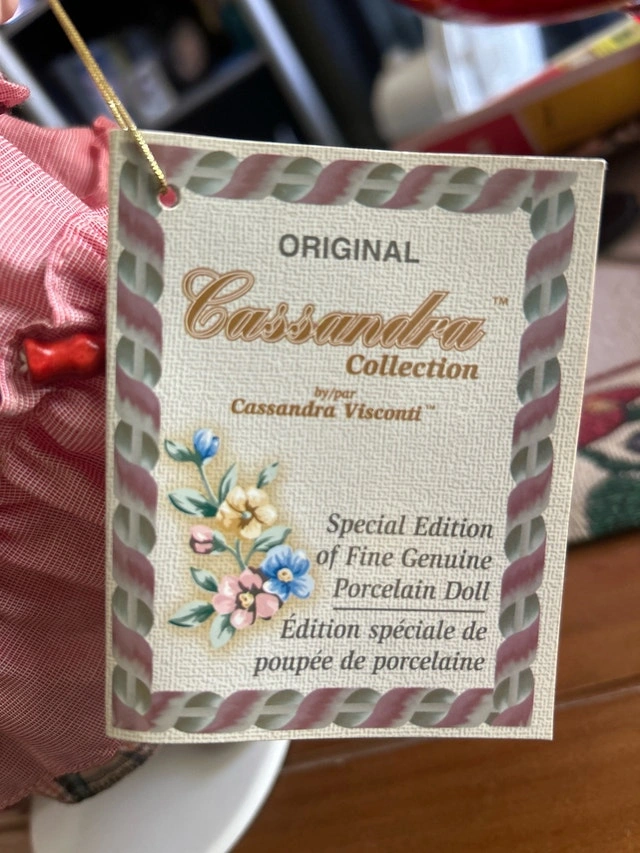 ORIGINAL
Cassandra™
Collection
by/par
Cassandra Visconti™
Special Edition
of Fine Genuine
Porcelain Doll
Édition spéciale de
poupée de porcelaine